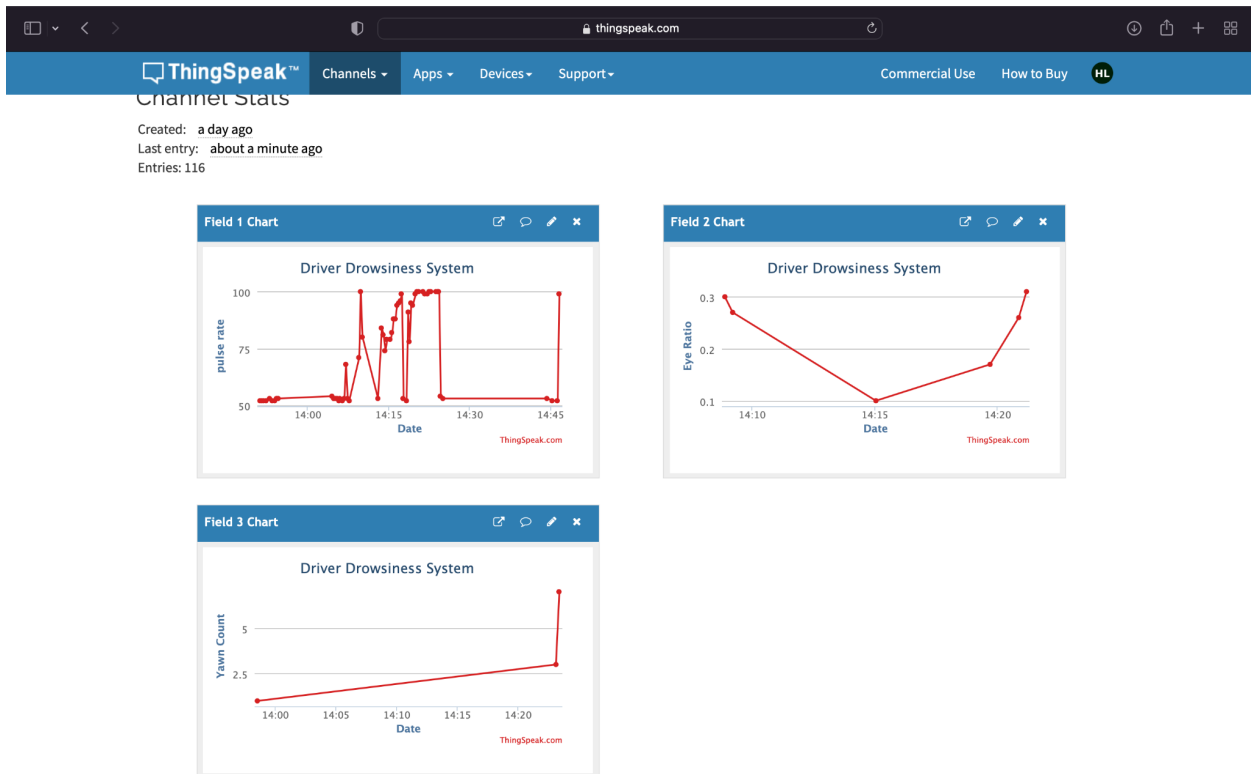 thingspeak.com
ThingSpeak™ Channels Apps Devices Support Commercial Use How to Buy HL
Channel Stats
Created: a day ago
Last entry: about a minute ago
Entries: 116
Field 1 Chart
Driver Drowsiness System
100
75
50
pulse rate
14:00 14:15 14:30 14:45
Date
ThingSpeak.com
Field 2 Chart
Driver Drowsiness System
0.3
0.2
0.1
Eye Ratio
14:10 14:15 14:20
Date
ThingSpeak.com
Field 3 Chart
Driver Drowsiness System
5
2.5
Yawn Count
14:00 14:05 14:10 14:15 14:20
Date
ThingSpeak.com